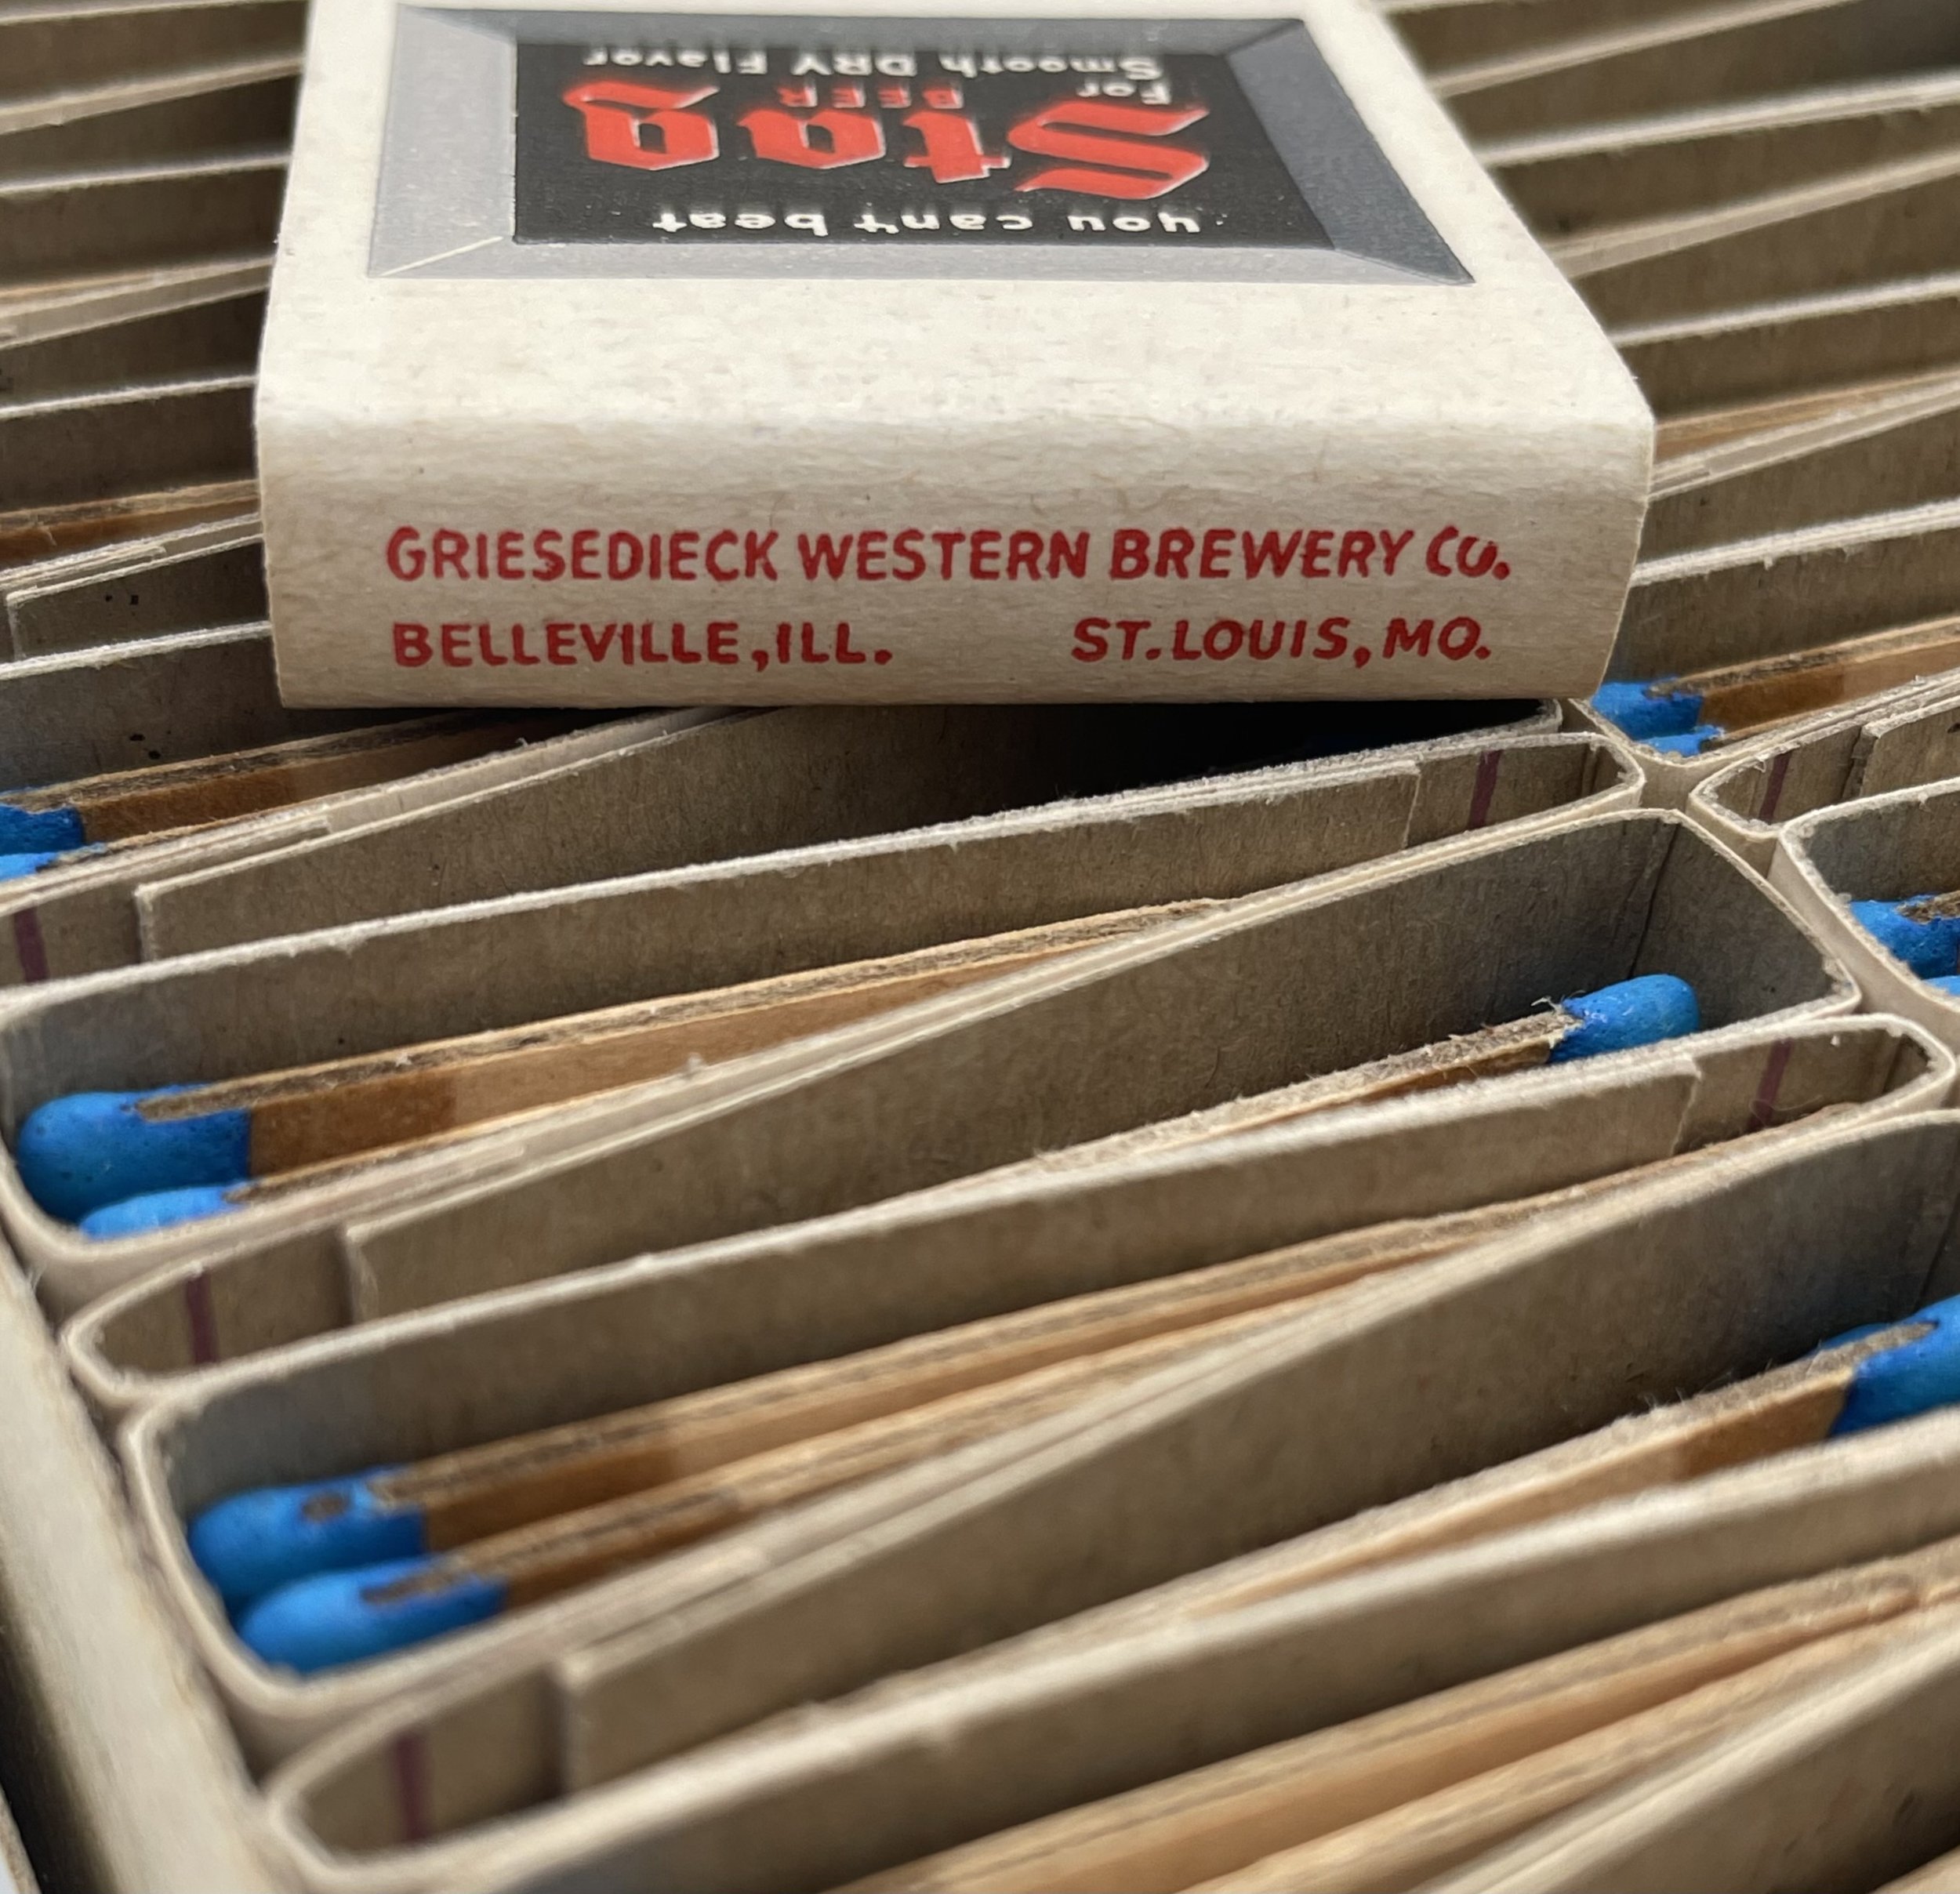 you can't beat
Stag
BEER
For
Smooth DRY Flavor
GRIESEDIECK WESTERN BREWERY CO.
BELLEVILLE, ILL. ST. LOUIS, MO.